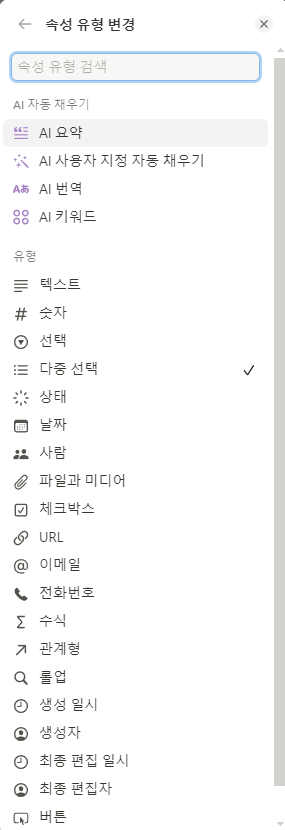 속성 유형 변경
속성 유형 검색
AI 자동 채우기
AI 요약
AI 사용자 지정 자동 채우기
AI 번역
AI 키워드
유형
텍스트
숫자
선택
다중 선택
상태
날짜
사람
파일과 미디어
체크박스
URL
이메일
전화번호
수식
관계형
롤업
생성 일시
생성자
최종 편집 일시
최종 편집자
버튼